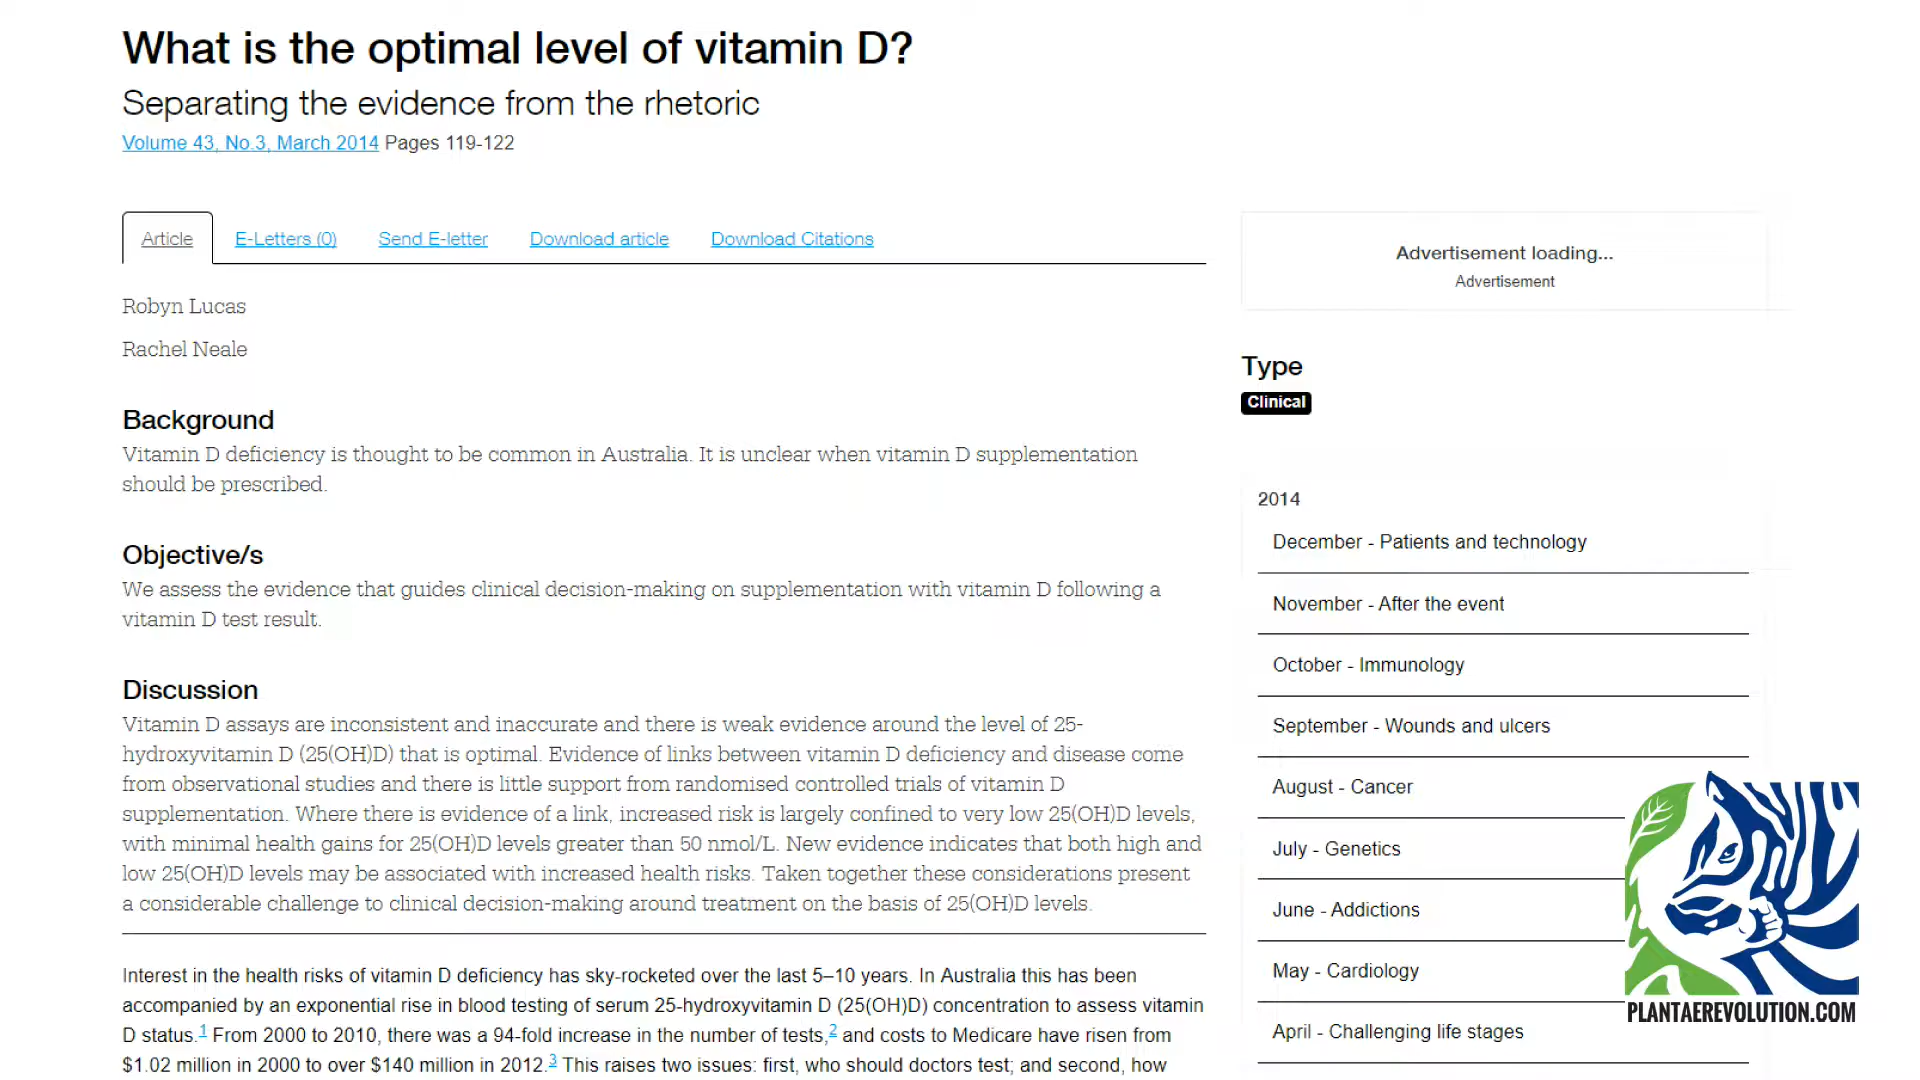 What is the optimal level of vitamin D?
Separating the evidence from the rhetoric
Volume 43, No.3, March 2014 Pages 119-122
Article
E-Letters (0)
Send E-letter
Download article
Download Citations
Robyn Lucas
Rachel Neale
Background
Vitamin D deficiency is thought to be common in Australia. It is unclear when vitamin D supplementation
should be prescribed.
Objective/s
We assess the evidence that guides clinical decision-making on supplementation with vitamin D following a
vitamin D test result.
Discussion
Vitamin D assays are inconsistent and inaccurate and there is weak evidence around the level of 25-
hydroxyvitamin D (25(OH)D) that is optimal. Evidence of links between vitamin D deficiency and disease come
from observational studies and there is little support from randomised controlled trials of vitamin D
supplementation. Where there is evidence of a link, increased risk is largely confined to very low 25(OH)D levels,
with minimal health gains for 25(OH)D levels greater than 50 nmol/L. New evidence indicates that both high and
low 25(OH)D levels may be associated with increased health risks. Taken together these considerations present
a considerable challenge to clinical decision-making around treatment on the basis of 25(OH)D levels.
Interest in the health risks of vitamin D deficiency has sky-rocketed over the last 5–10 years. In Australia this has been
accompanied by an exponential rise in blood testing of serum 25-hydroxyvitamin D (25(OH)D) concentration to assess vitamin
D status.1 From 2000 to 2010, there was a 94-fold increase in the number of tests,2 and costs to Medicare have risen from
$1.02 million in 2000 to over $140 million in 2012.3 This raises two issues: first, who should doctors test; and second, how
Advertisement loading...
Advertisement
Type
Clinical
2014
December - Patients and technology
November - After the event
October - Immunology
September - Wounds and ulcers
August - Cancer
July - Genetics
June - Addictions
May - Cardiology
April - Challenging life stages
PLANTAEREVOLUTION.COM